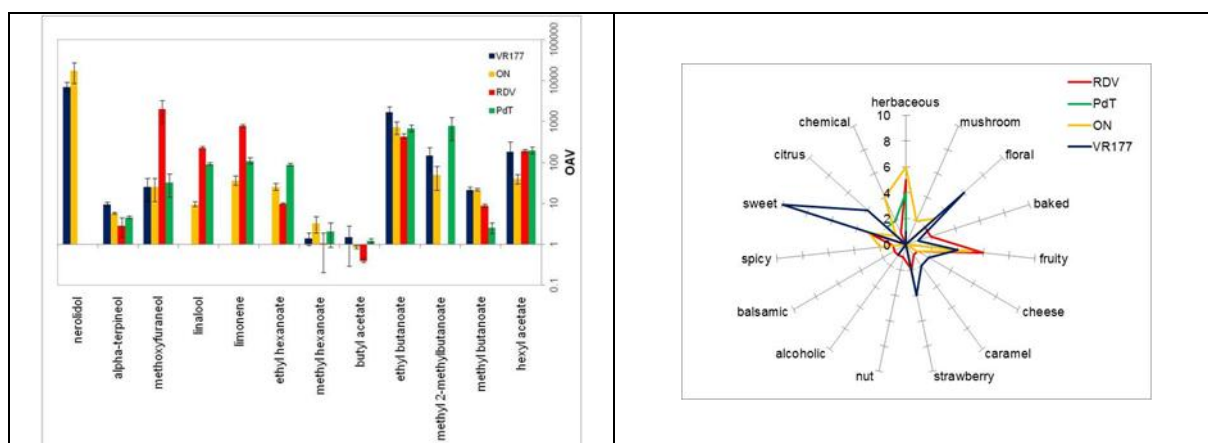 VR177
ON
RDV
PdT
100000
10000
1000
100
10
1
0.1
OAV
nerolidol
alpha-terpineol
methoxyfuraneol
linalool
limonene
ethyl hexanoate
methyl hexanoate
butyl acetate
ethyl butanoate
methyl 2-methylbutanoate
methyl butanoate
hexyl acetate
RDV
PdT
ON
VR177
herbaceous
mushroom
floral
baked
fruity
cheese
caramel
strawberry
nut
alcoholic
balsamic
spicy
sweet
citrus
chemical
10
8
6
4
2
0